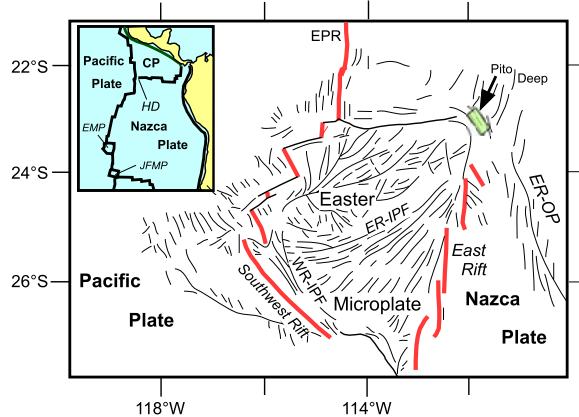 EPR
22°S
24°S
26°S
Pacific
Plate
CP
HD
Nazca
Plate
EMP
JFMP
Pito
Deep
Easter
ER-IPF
ER-OP
East
Rift
WR-IPF
Southwest Rift
Microplate
Pacific
Plate
Nazca
Plate
118°W
114°W